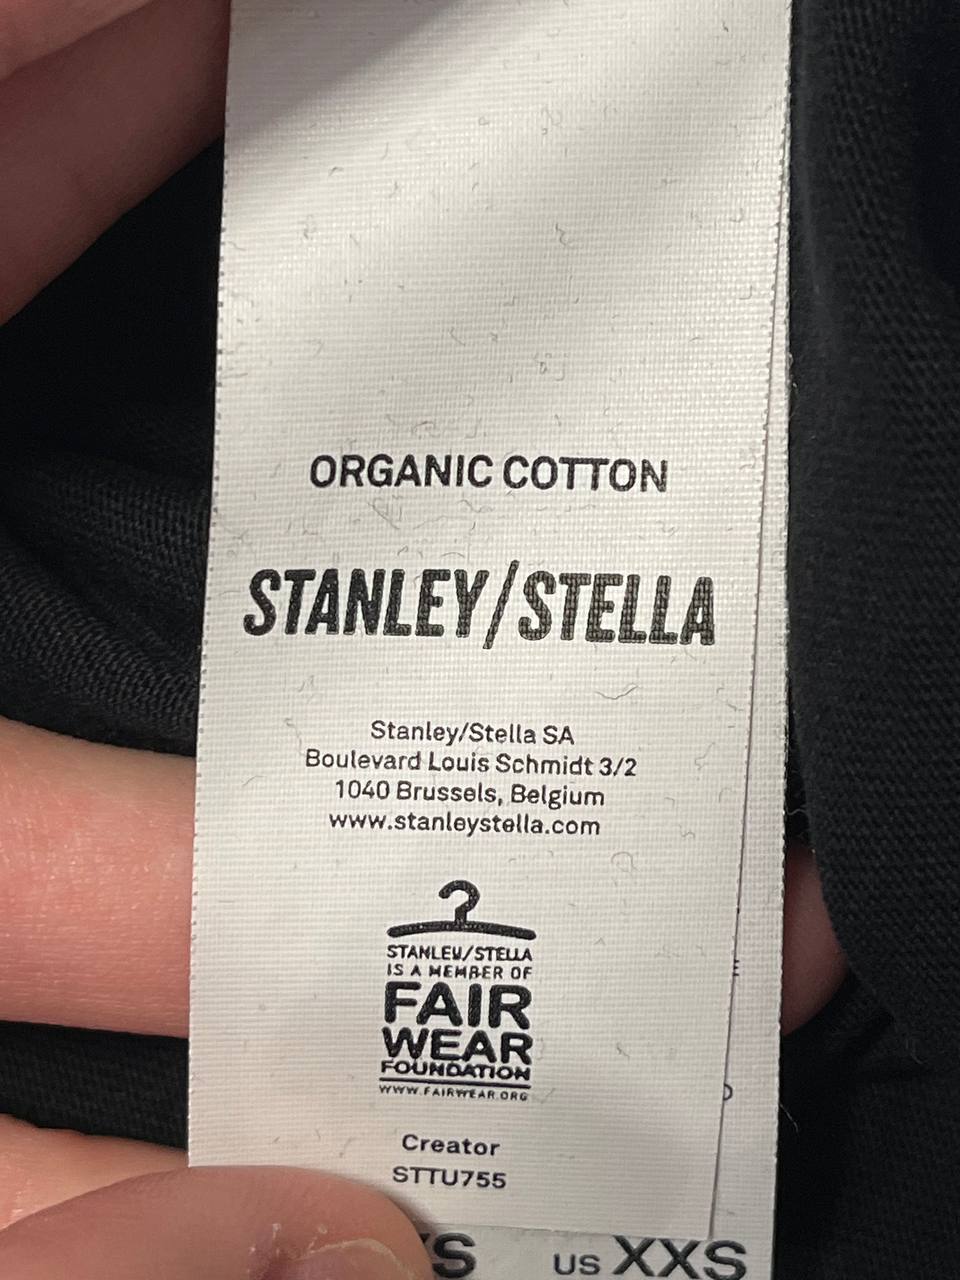 ORGANIC COTTON
STANLEY/STELLA
Stanley/Stella SA
Boulevard Louis Schmidt 3/2
1040 Brussels, Belgium
www.stanleystella.com
STANLEY/STELLA
IS A MEMBER OF
FAIR
WEAR
FOUNDATION
WWW.FAIRWEAR.ORG
Creator
STTU755
US XXS